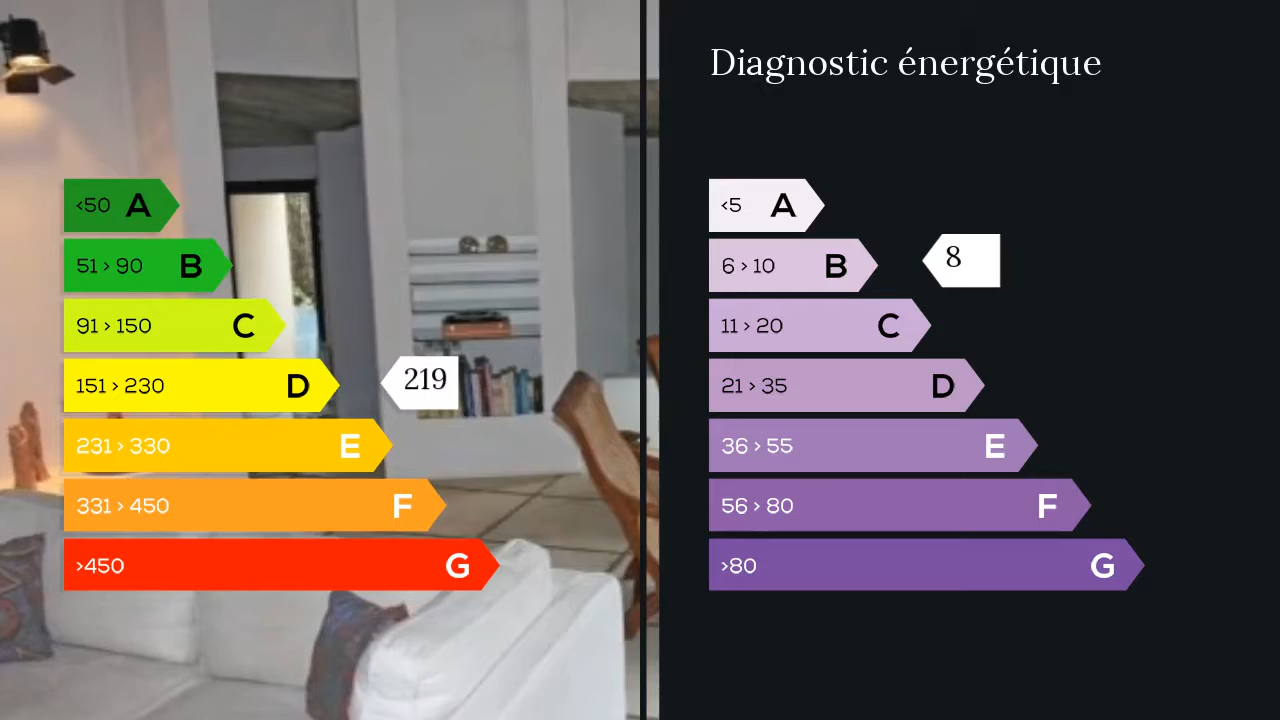 Diagnostic énergétique
<50 A
51 > 90 B
91 > 150 C
151 > 230 D
219
231 > 330 E
331 > 450 F
>450 G
<5 A
6 > 10 B
8
11 > 20 C
21 > 35 D
36 > 55 E
56 > 80 F
>80 G